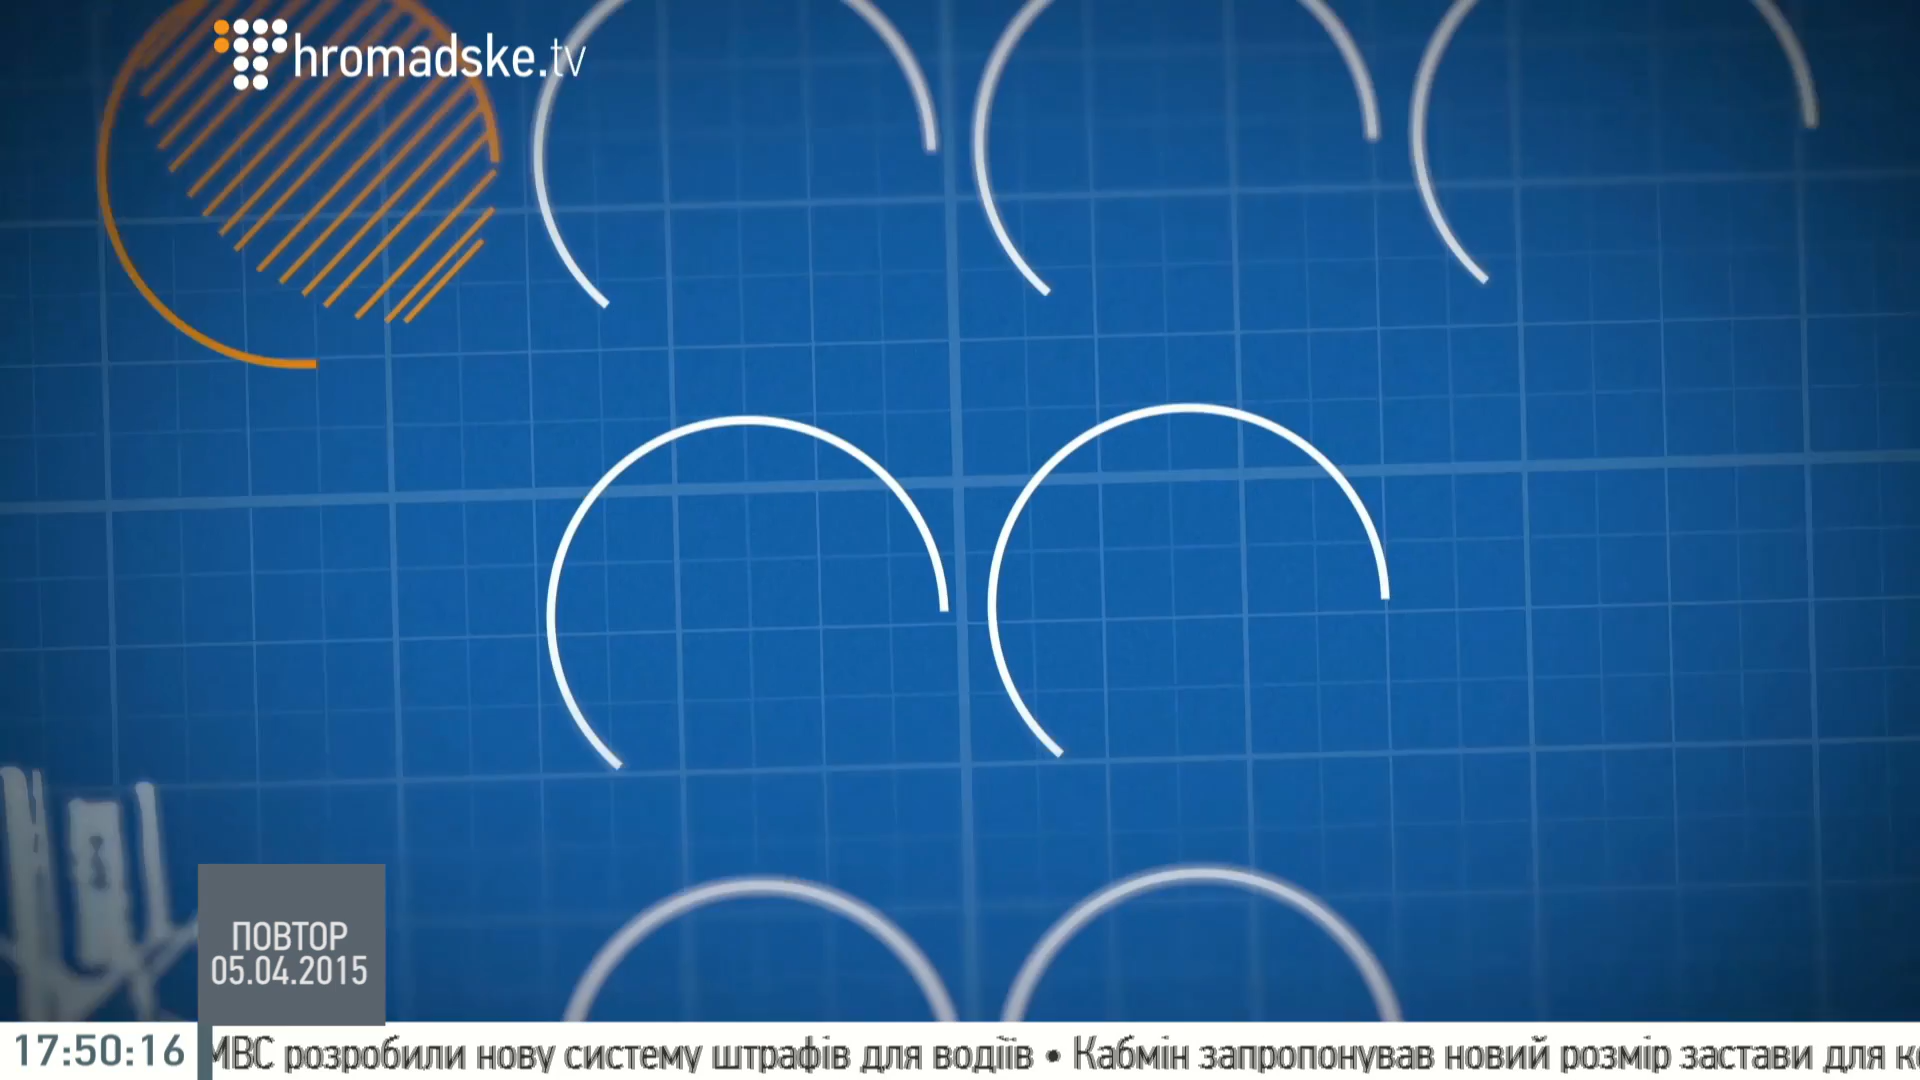 hromadske.tv
ПОВТОР
05.04.2015
17:50:16
МВС розробили нову систему штрафів для водіїв • Кабмін запропонував новий розмір застави для